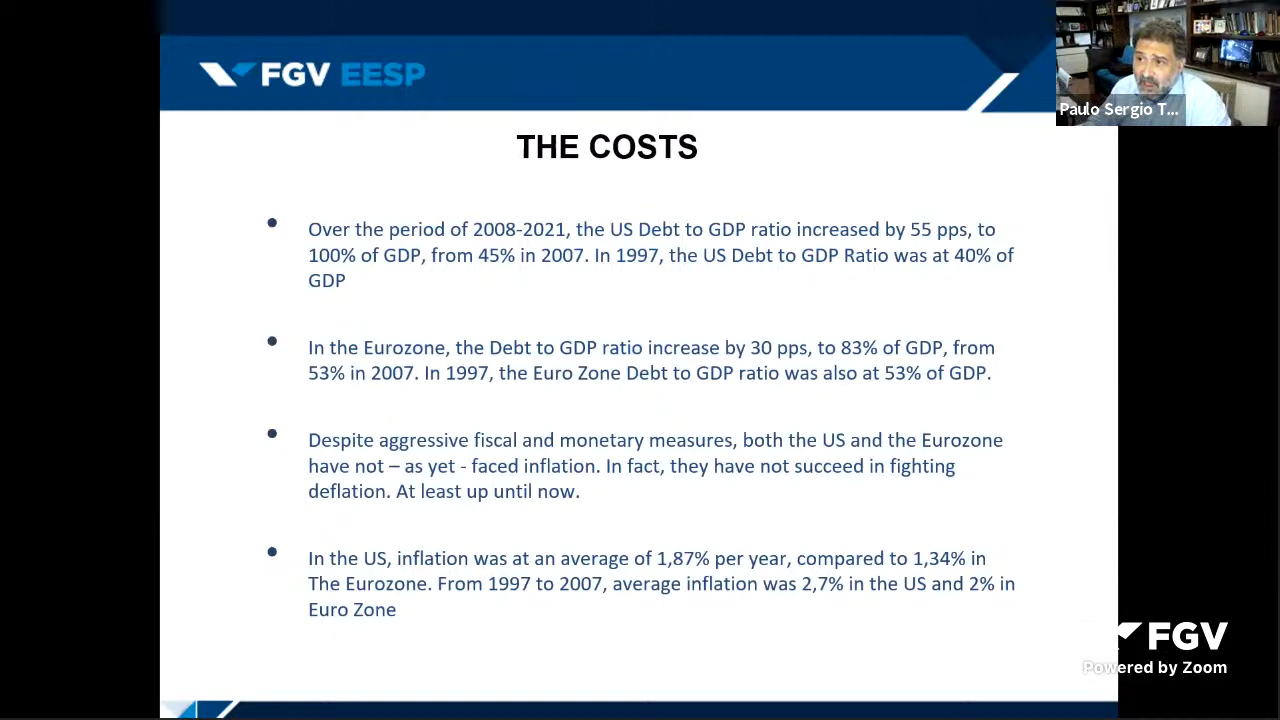 FGV EESP
Paulo Sergio T...
THE COSTS
• Over the period of 2008-2021, the US Debt to GDP ratio increased by 55 pps, to
100% of GDP, from 45% in 2007. In 1997, the US Debt to GDP Ratio was at 40% of
GDP
• In the Eurozone, the Debt to GDP ratio increase by 30 pps, to 83% of GDP, from
53% in 2007. In 1997, the Euro Zone Debt to GDP ratio was also at 53% of GDP.
• Despite aggressive fiscal and monetary measures, both the US and the Eurozone
have not – as yet - faced inflation. In fact, they have not succeed in fighting
deflation. At least up until now.
• In the US, inflation was at an average of 1,87% per year, compared to 1,34% in
The Eurozone. From 1997 to 2007, average inflation was 2,7% in the US and 2% in
Euro Zone
FGV
Powered by Zoom